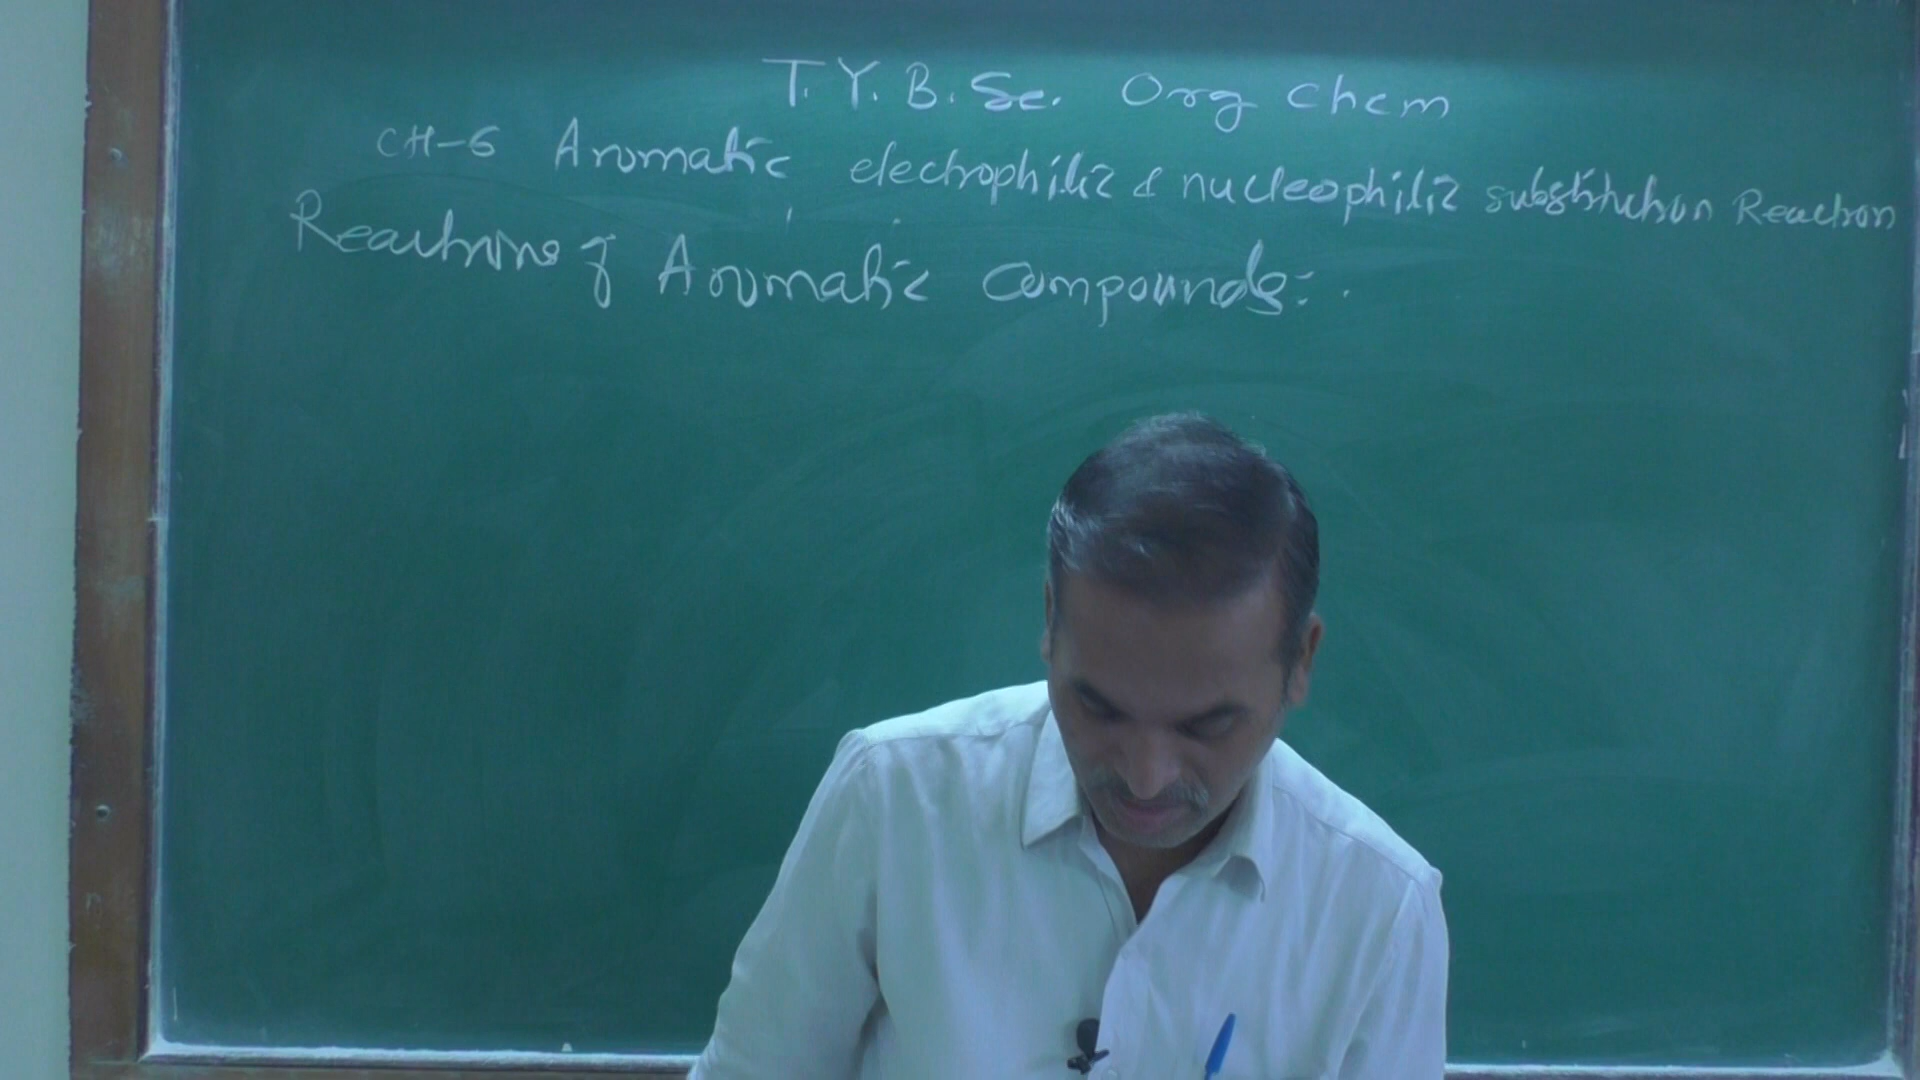 T.Y.B.Sc. Org Chem
CH-6 Aromatic electrophilic & nucleophilic substitution Reaction
Reactions of Aromatic Compounds:-